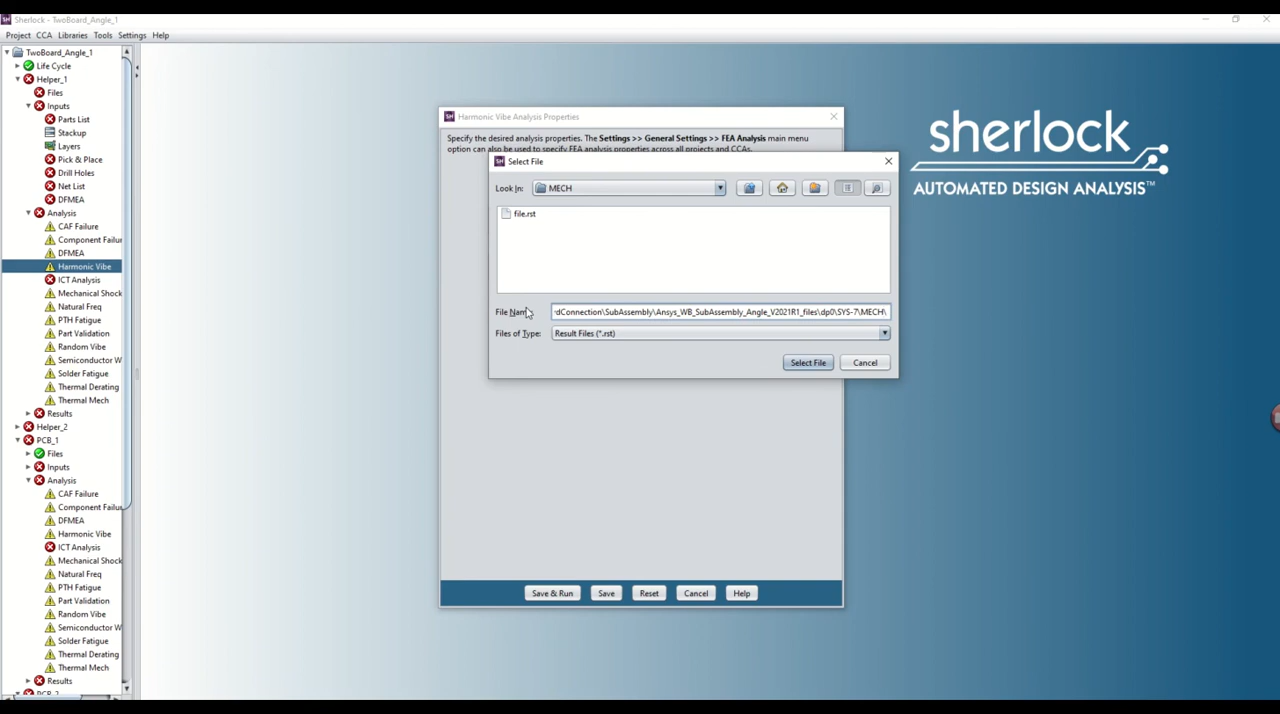 Sherlock - TwoBoard_Angle_1
Project CCA Libraries Tools Settings Help
TwoBoard_Angle_1
Life Cycle
Helper_1
Files
Inputs
Parts List
Stackup
Layers
Pick & Place
Drill Holes
Net List
DFMEA
Analysis
CAF Failure
Component Failu
DFMEA
Harmonic Vibe
ICT Analysis
Mechanical Shock
Natural Freq
PTH Fatigue
Part Validation
Random Vibe
Semiconductor W
Solder Fatigue
Thermal Derating
Thermal Mech
Results
Helper_2
PCB_1
Files
Inputs
Analysis
CAF Failure
Component Failu
DFMEA
Harmonic Vibe
ICT Analysis
Mechanical Shock
Natural Freq
PTH Fatigue
Part Validation
Random Vibe
Semiconductor W
Solder Fatigue
Thermal Derating
Thermal Mech
Results
PCB_2
Harmonic Vibe Analysis Properties
Specify the desired analysis properties. The Settings >> General Settings >> FEA Analysis main menu
option can also be used to specify FEA analysis properties across all projects and CCAs.
Select File
Look In: MECH
file.rst
File Name: dConnection\SubAssembly\Ansys_WB_SubAssembly_Angle_V2021R1_files\dp0\SYS-7\MECH\
Files of Type: Result Files (*.rst)
Select File Cancel
Save & Run Save Reset Cancel Help
sherlock
AUTOMATED DESIGN ANALYSIS™